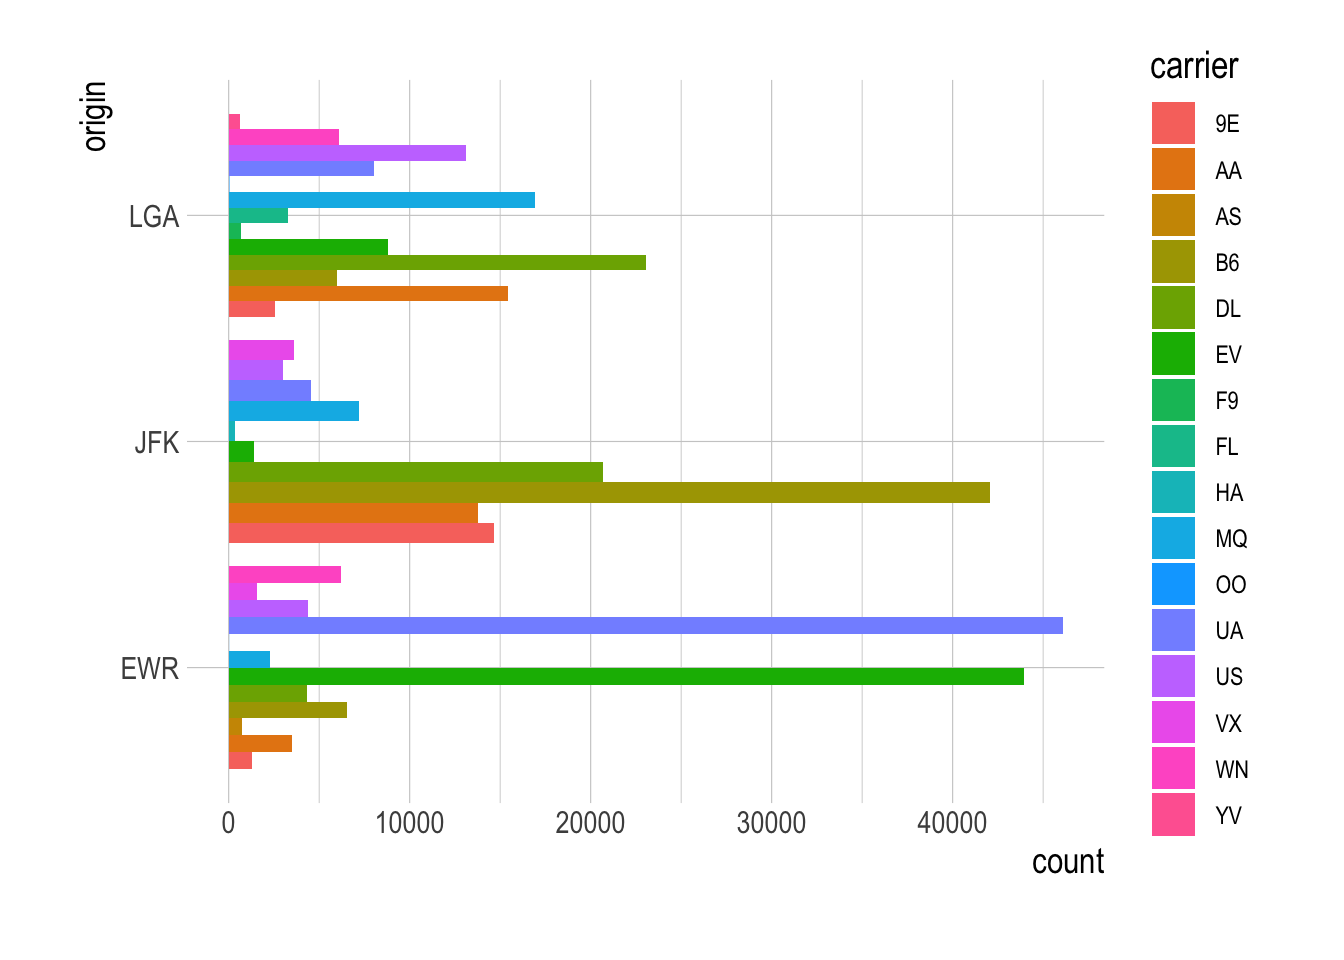 origin
LGA
JFK
EWR
0 10000 20000 30000 40000
count
carrier
9E
AA
AS
B6
DL
EV
F9
FL
HA
MQ
OO
UA
US
VX
WN
YV